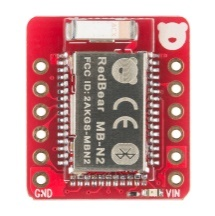 RedBear
MB-N2
FCC ID: 2AKGS-MBN2
CE
GND
VIN